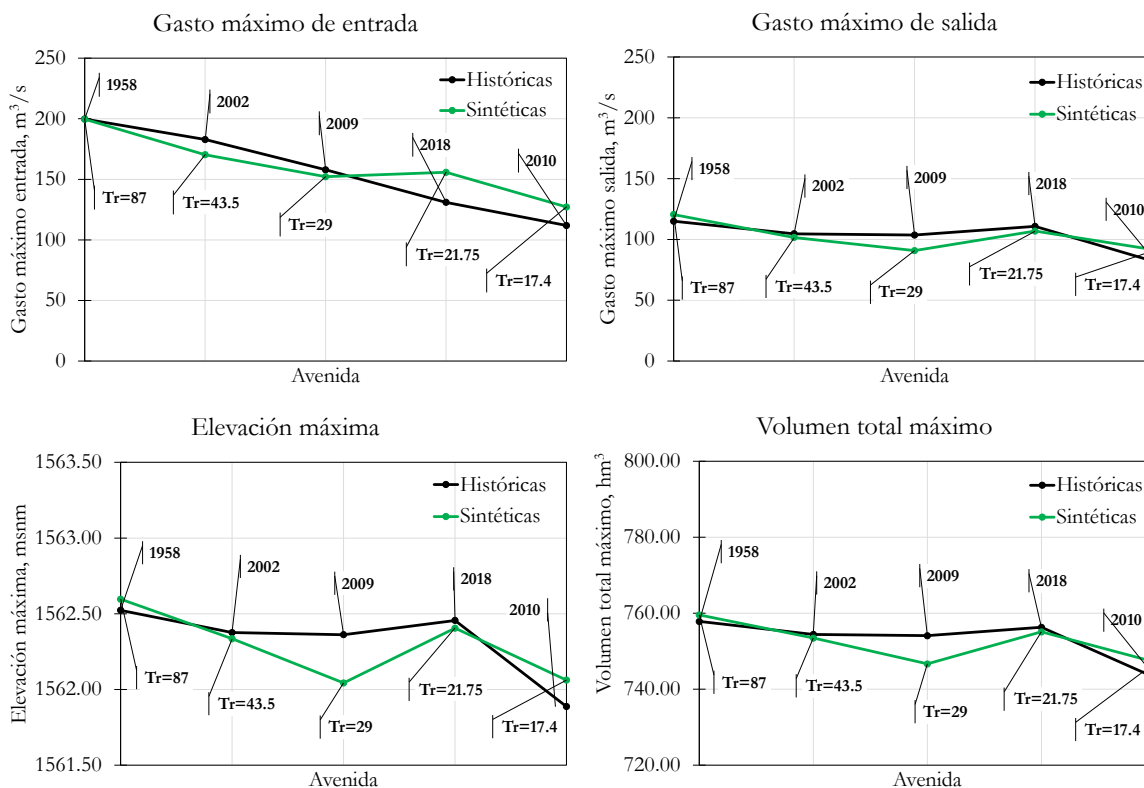 Gasto máximo de entrada
Gasto máximo entrada, m³/s
250
200
150
100
50
0
Históricas
Sintéticas
1958
2002
2009
2018
2010
Tr=87
Tr=43.5
Tr=29
Tr=21.75
Tr=17.4
Avenida
Gasto máximo de salida
Gasto máximo salida, m³/s
250
200
150
100
50
0
Históricas
Sintéticas
1958
2002
2009
2018
2010
Tr=87
Tr=43.5
Tr=29
Tr=21.75
Tr=17.4
Avenida
Elevación máxima
Elevación máxima, msnm
1563.50
1563.00
1562.50
1562.00
1561.50
Históricas
Sintéticas
1958
2002
2009
2018
2010
Tr=87
Tr=43.5
Tr=29
Tr=21.75
Tr=17.4
Avenida
Volumen total máximo
Volumen total máximo, hm³
800.00
780.00
760.00
740.00
720.00
Históricas
Sintéticas
1958
2002
2009
2018
2010
Tr=87
Tr=43.5
Tr=29
Tr=21.75
Tr=17.4
Avenida